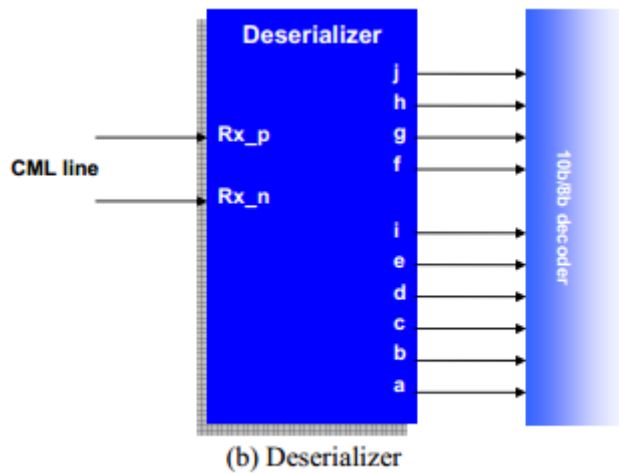 Deserializer
j
h
g
f
i
e
d
c
b
a
Rx_p
Rx_n
CML line
10b/8b decoder
(b) Deserializer